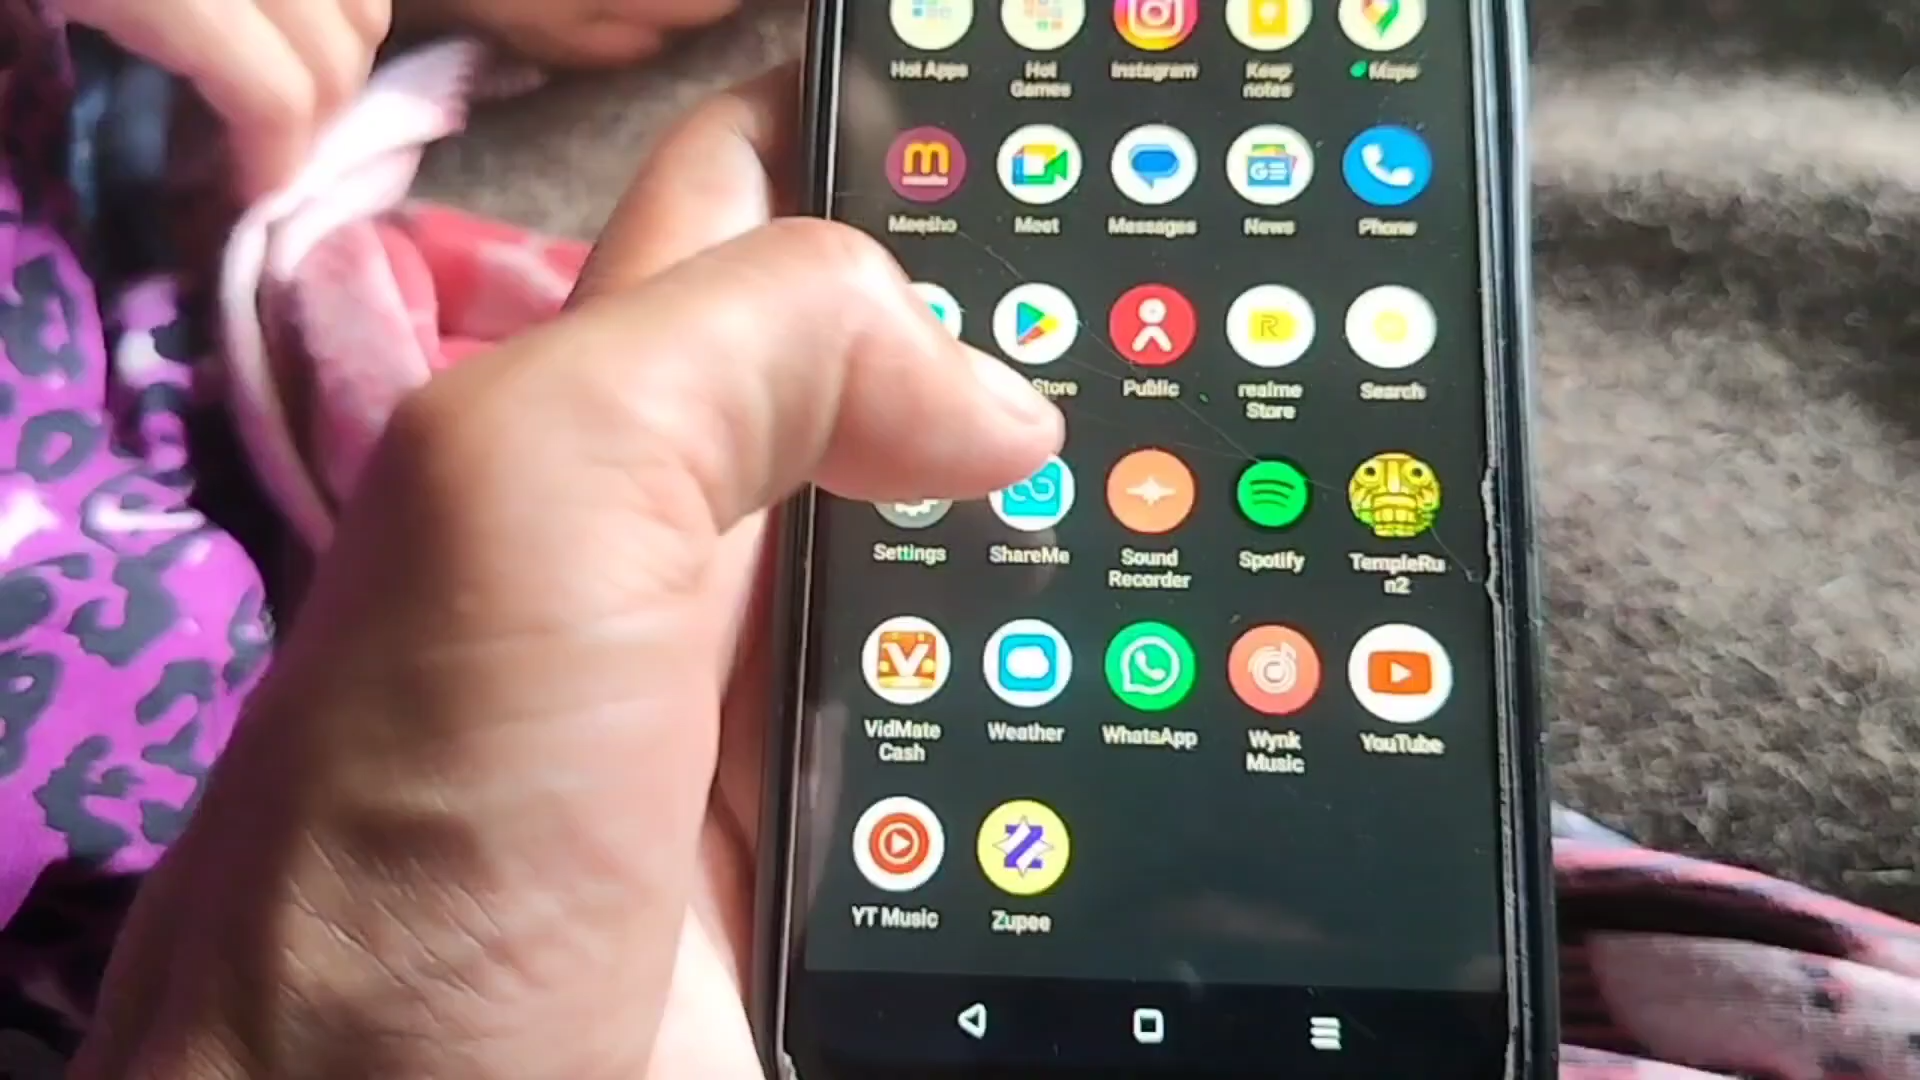 Hot Apps
Hot
Games
Instagram
Keep
notes
Maps
Meesho
Meet
Messages
News
Phone
Store
Public
realme
Store
Search
Settings
ShareMe
Sound
Recorder
Spotify
TempleRu
n2
VidMate
Cash
Weather
WhatsApp
Wynk
Music
YouTube
YT Music
Zupee